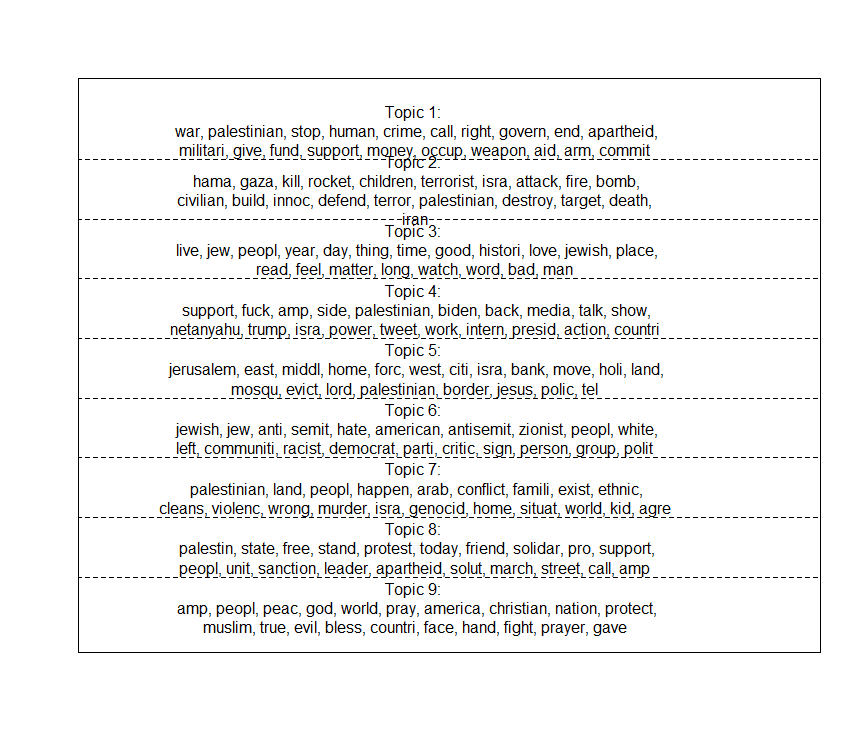 Topic 1:
war, palestinian, stop, human, crime, call, right, govern, end, apartheid,
militari, give, fund, support, money, occup, weapon, aid, arm, commit
Topic 2:
hama, gaza, kill, rocket, children, terrorist, isra, attack, fire, bomb,
civilian, build, innoc, defend, terror, palestinian, destroy, target, death,
iran
Topic 3:
live, jew, peopl, year, day, thing, time, good, histori, love, jewish, place,
read, feel, matter, long, watch, word, bad, man
Topic 4:
support, fuck, amp, side, palestinian, biden, back, media, talk, show,
netanyahu, trump, isra, power, tweet, work, intern, presid, action, countri
Topic 5:
jerusalem, east, middl, home, forc, west, citi, isra, bank, move, holi, land,
mosqu, evict, lord, palestinian, border, jesus, polic, tel
Topic 6:
jewish, jew, anti, semit, hate, american, antisemit, zionist, peopl, white,
left, communiti, racist, democrat, parti, critic, sign, person, group, polit
Topic 7:
palestinian, land, peopl, happen, arab, conflict, famili, exist, ethnic,
cleans, violenc, wrong, murder, isra, genocid, home, situat, world, kid, agre
Topic 8:
palestin, state, free, stand, protest, today, friend, solidar, pro, support,
peopl, unit, sanction, leader, apartheid, solut, march, street, call, amp
Topic 9:
amp, peopl, peac, god, world, pray, america, christian, nation, protect,
muslim, true, evil, bless, countri, face, hand, fight, prayer, gave